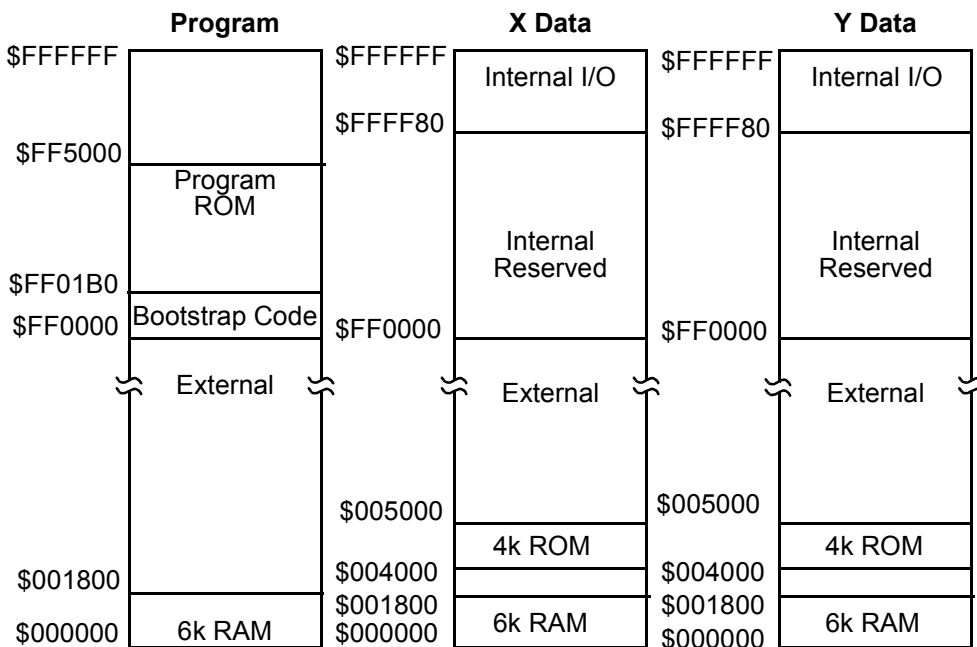 Program
$FFFFFF
$FF5000
Program
ROM
$FF01B0
Bootstrap Code
$FF0000
External
$001800
6k RAM
$000000
X Data
$FFFFFF
Internal I/O
$FFFF80
Internal
Reserved
$FF0000
External
$005000
4k ROM
$004000
$001800
6k RAM
$000000
Y Data
$FFFFFF
Internal I/O
$FFFF80
Internal
Reserved
$FF0000
External
$005000
4k ROM
$004000
$001800
6k RAM
$000000